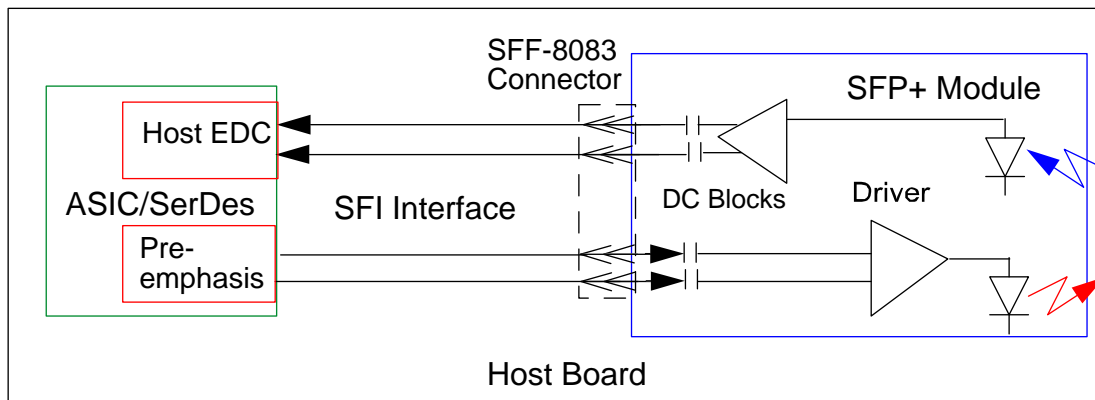 SFF-8083
Connector
SFP+ Module
Host EDC
ASIC/SerDes
SFI Interface
DC Blocks
Driver
Pre-
emphasis
Host Board